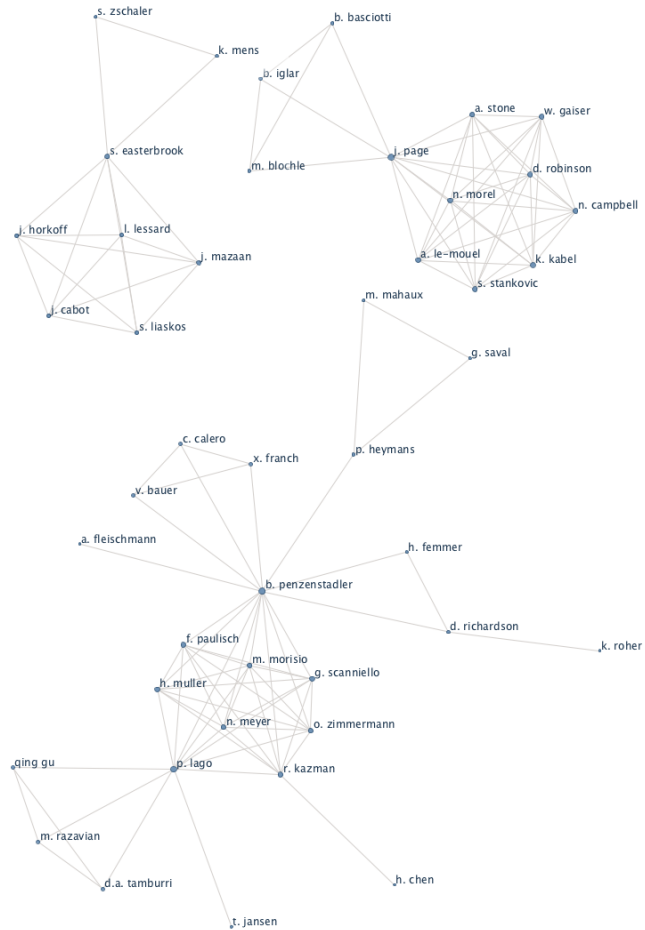 s. zschaler
b. basciotti
k. mens
b. iglar
a. stone
w. gaiser
s. easterbrook
j. page
m. blochle
d. robinson
n. morel
n. campbell
j. horkoff
l. lessard
j. mazaan
a. le-mouel
k. kabel
s. stankovic
m. mahaux
j. cabot
s. liaskos
g. saval
c. calero
p. heymans
x. franch
v. bauer
a. fleischmann
h. femmer
b. penzenstadler
d. richardson
f. paulisch
k. roher
m. morisio
g. scanniello
h. muller
n. meyer
o. zimmermann
qing gu
p. lago
r. kazman
m. razavian
d.a. tamburri
h. chen
t. jansen